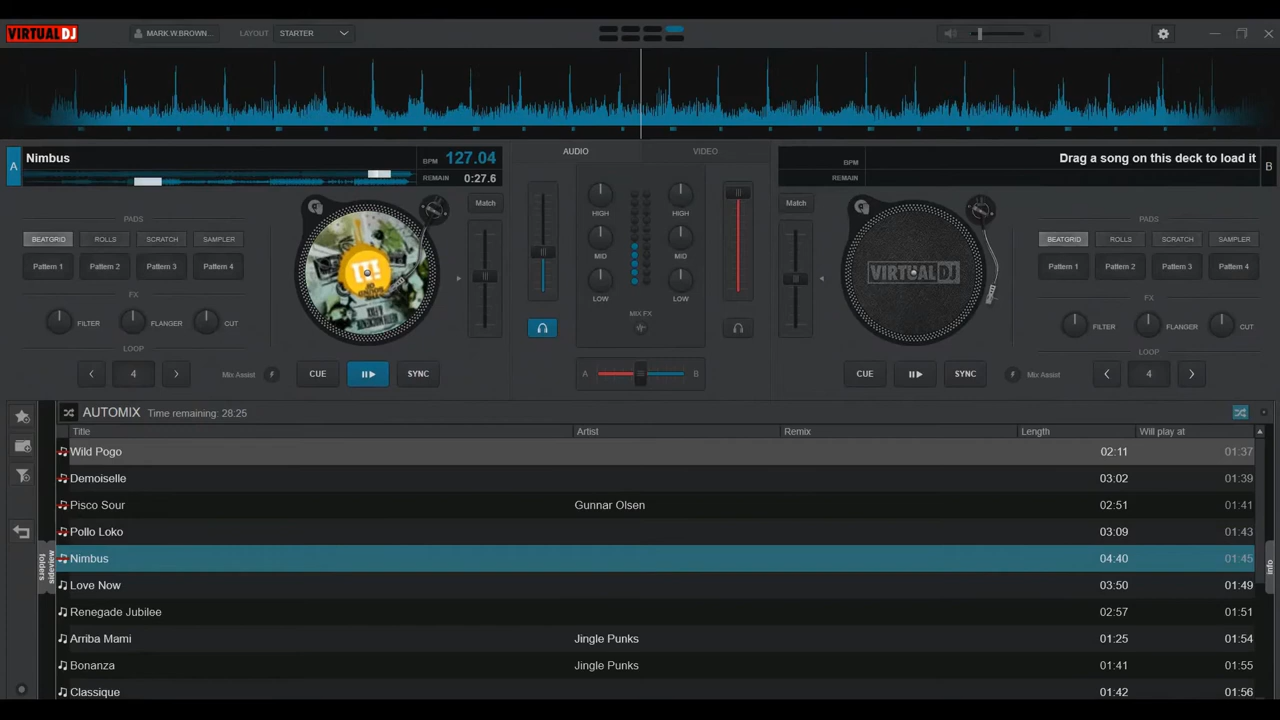 VIRTUALDJ
MARK W.BROWN...
LAYOUT
STARTER
A
Nimbus
BPM 127.04
REMAIN 0:27.6
AUDIO
VIDEO
BPM
REMAIN
Drag a song on this deck to load it
B
PADS
BEATGRID ROLLS SCRATCH SAMPLER
Pattern 1 Pattern 2 Pattern 3 Pattern 4
FX
FILTER FLANGER CUT
LOOP
4
Mix Assist
Match
CUE
SYNC
HIGH HIGH
MID MID
LOW LOW
MIX FX
A B
Match
CUE
SYNC
VIRTUALDJ
PADS
BEATGRID ROLLS SCRATCH SAMPLER
Pattern 1 Pattern 2 Pattern 3 Pattern 4
FX
FILTER FLANGER CUT
LOOP
Mix Assist
4
AUTOMIX Time remaining: 28:25
Title Artist Remix Length Will play at
Wild Pogo 02:11 01:37
Demoiselle 03:02 01:39
Pisco Sour Gunnar Olsen 02:51 01:41
Pollo Loko 03:09 01:43
Nimbus 04:40 01:45
Love Now 03:50 01:49
Renegade Jubilee 02:57 01:51
Arriba Mami Jingle Punks 01:25 01:54
Bonanza Jingle Punks 01:41 01:55
Classique 01:42 01:56
folders
sideview
info